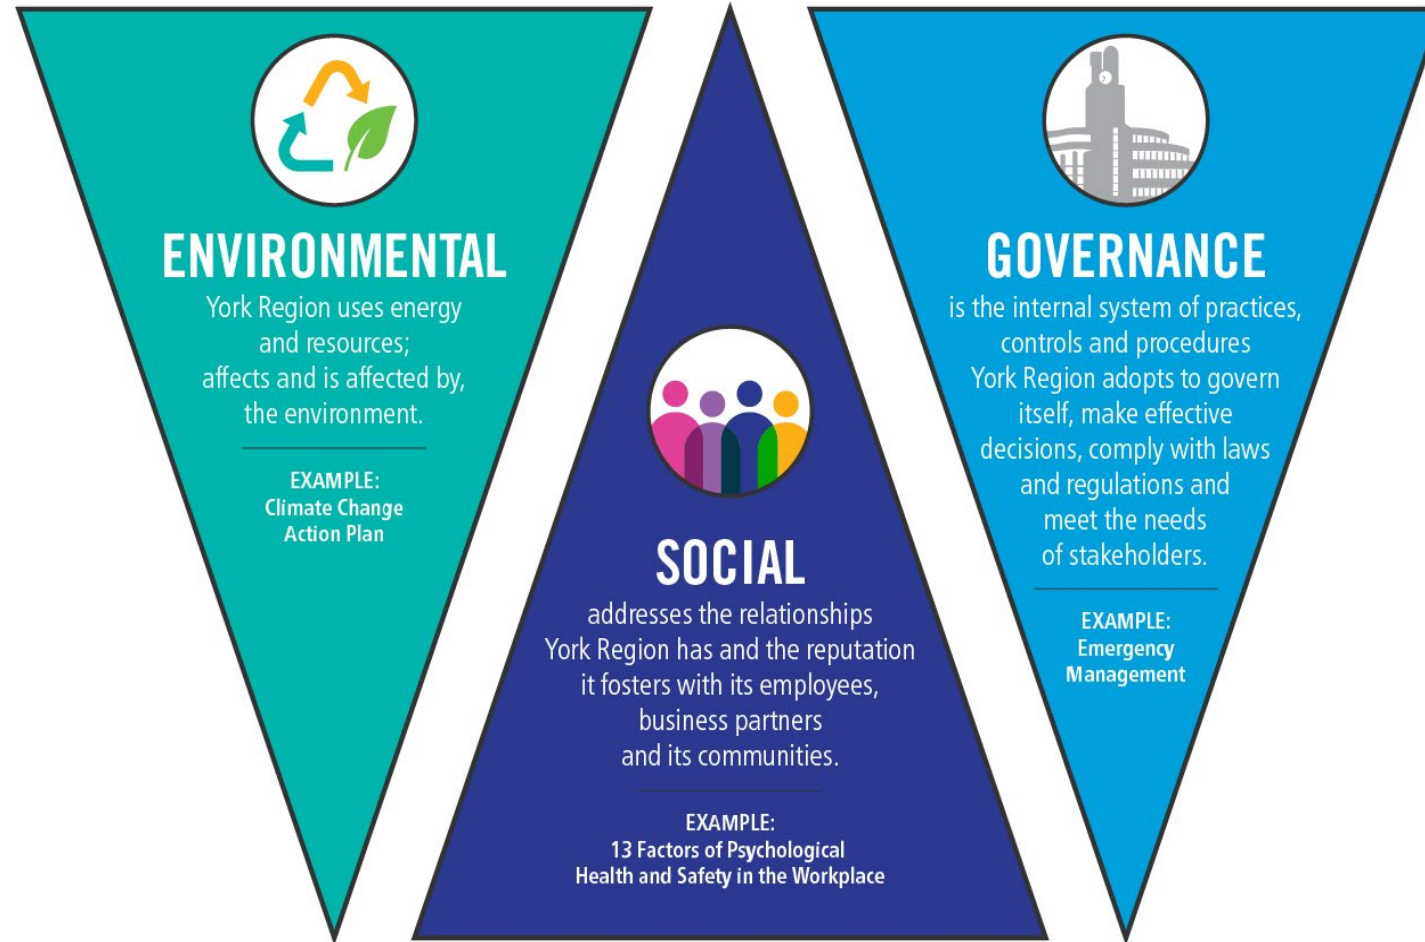 ENVIRONMENTAL
York Region uses energy
and resources;
affects and is affected by,
the environment.
EXAMPLE:
Climate Change
Action Plan
SOCIAL
addresses the relationships
York Region has and the reputation
it fosters with its employees,
business partners
and its communities.
EXAMPLE:
13 Factors of Psychological
Health and Safety in the Workplace
GOVERNANCE
is the internal system of practices,
controls and procedures
York Region adopts to govern
itself, make effective
decisions, comply with laws
and regulations and
meet the needs
of stakeholders.
EXAMPLE:
Emergency
Management